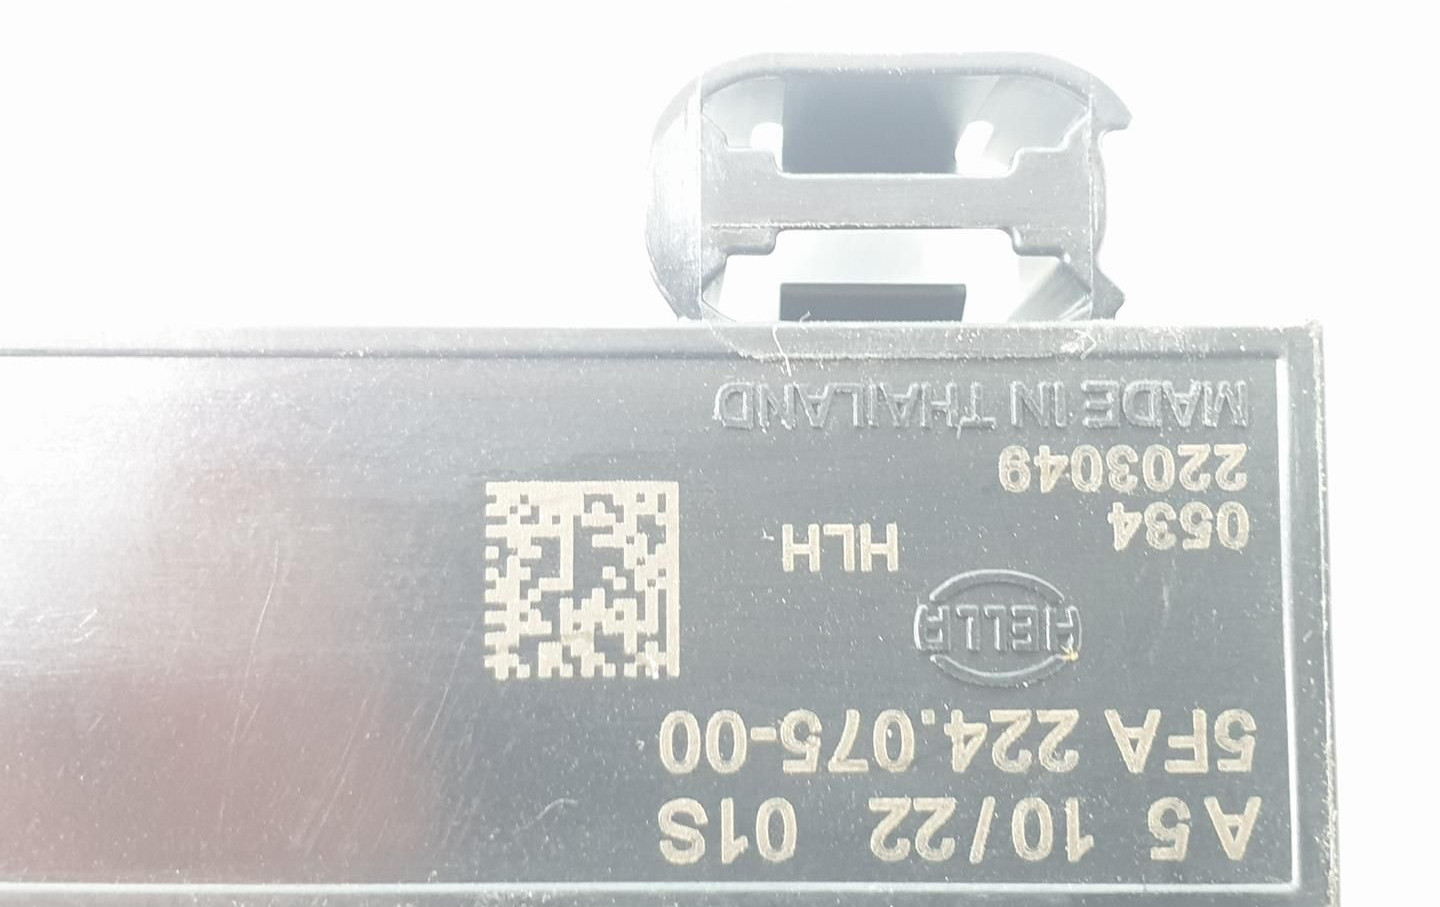 A5 10/22 01S
5FA 224.075-00
HELLA
0534 HLH
2203049
MADE IN THAILAND